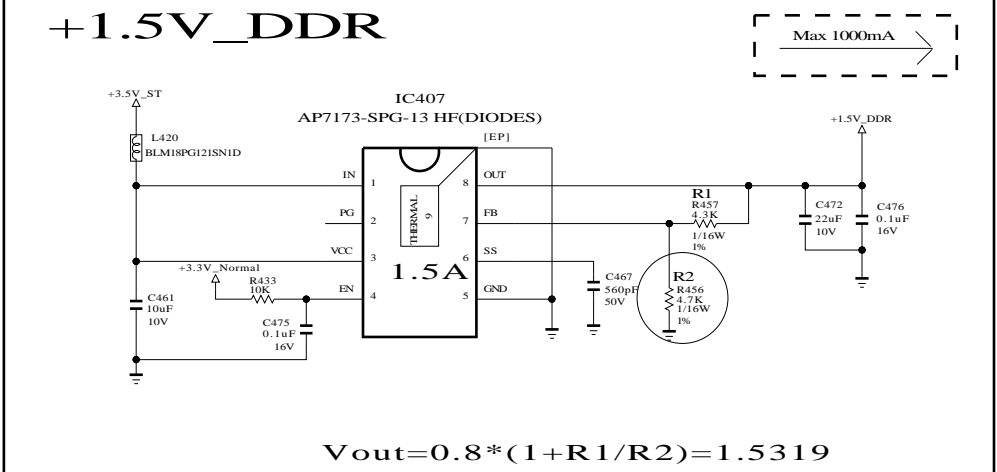 +1.5V_DDR
Max 1000mA
+3.5V_ST
L420
BLM18PG121SN1D
IC407
AP7173-SPG-13 HF(DIODES)
[EP]
+1.5V_DDR
IN
1
8
OUT
PG
2
7
FB
VCC
3
6
SS
EN
4
5
GND
THERMAL
9
1.5A
R1
R457
4.3K
1/16W
1%
C472
22uF
10V
C476
0.1uF
16V
+3.3V_Normal
R433
10K
C461
10uF
10V
C475
0.1uF
16V
C467
560pF
50V
R2
R456
4.7K
1/16W
1%
Vout=0.8*(1+R1/R2)=1.5319